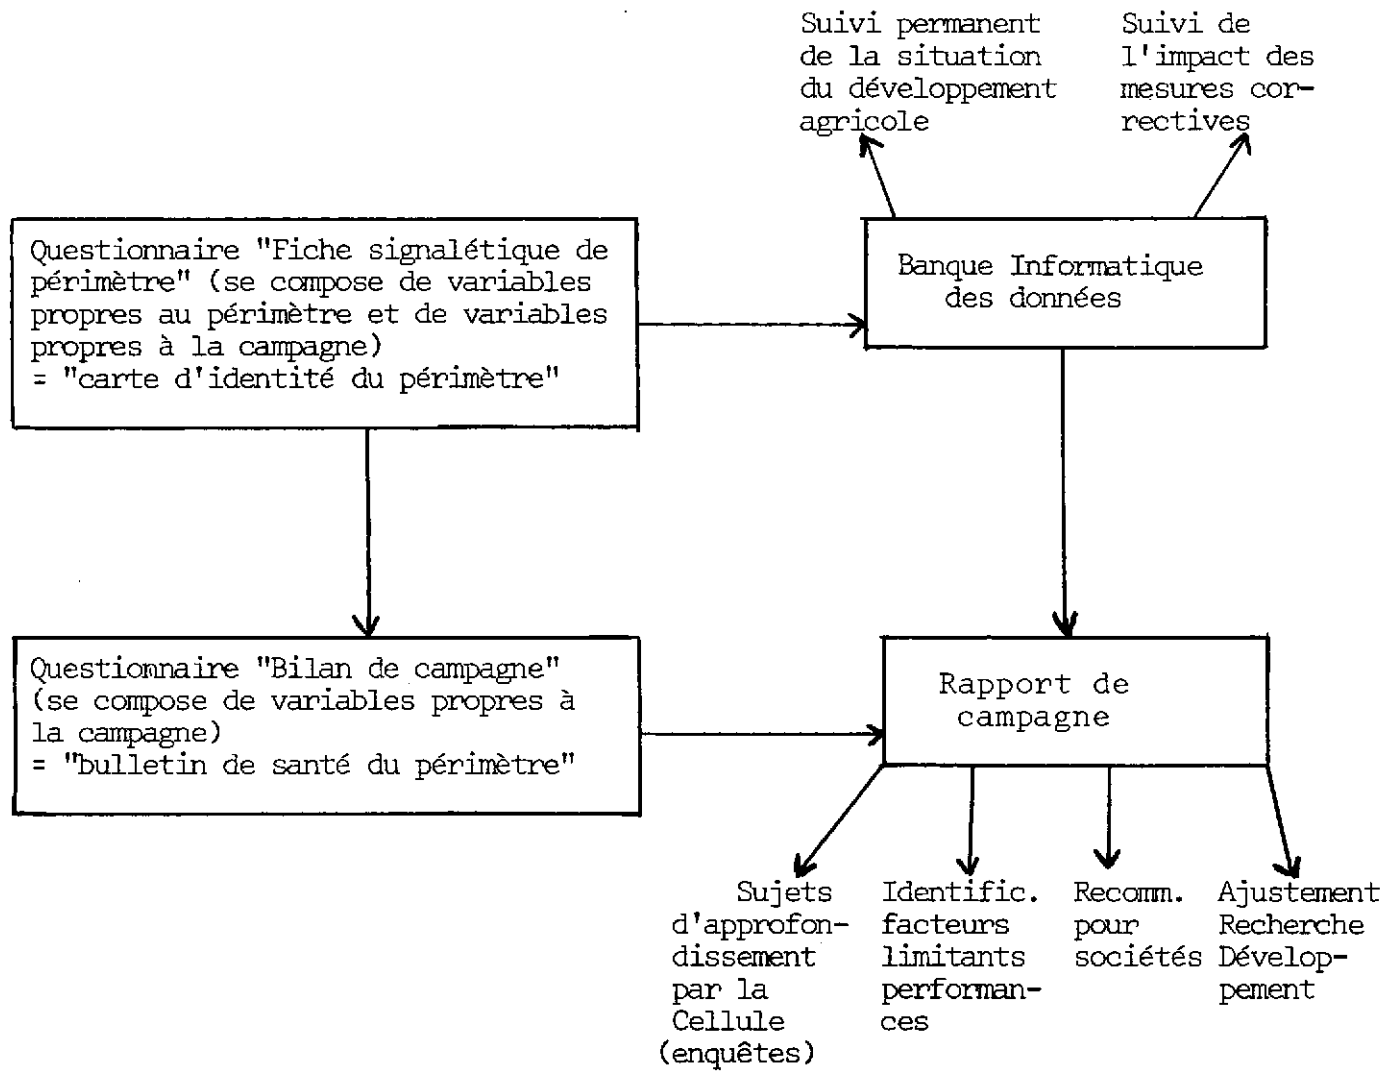 Suivi permanent
de la situation
du développement
agricole
Suivi de
l'impact des
mesures cor-
rectives
Questionnaire "Fiche signalétique de
périmètre" (se compose de variables
propres au périmètre et de variables
propres à la campagne)
= "carte d'identité du périmètre"
Banque Informatique
des données
Questionnaire "Bilan de campagne"
(se compose de variables propres à
la campagne)
= "bulletin de santé du périmètre"
Rapport de
campagne
Sujets
d'approfon-
dissement
par la
Cellule
(enquêtes)
Identific.
facteurs
limitants
performan-
ces
Recomm.
pour
sociétés
Ajustement
Recherche
Dévelop-
pement